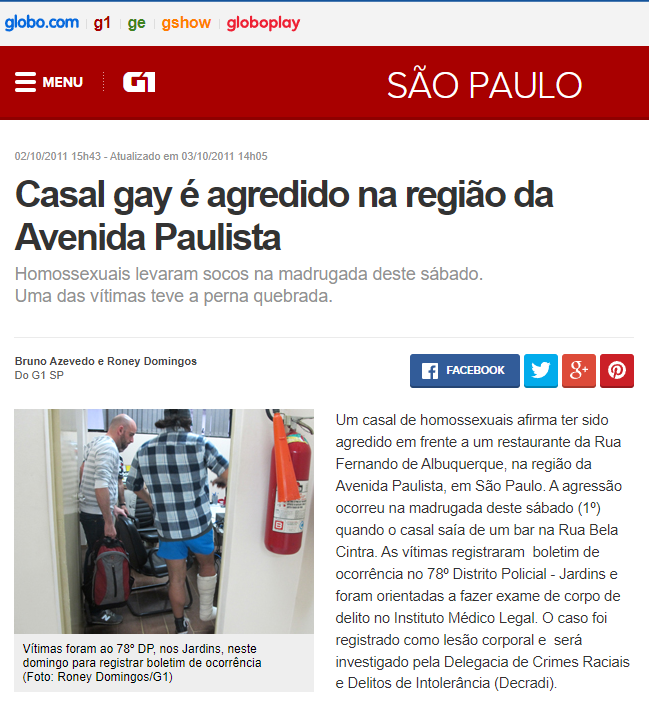 globo.com g1 ge gshow globoplay
MENU G1 SÃO PAULO
02/10/2011 15h43 - Atualizado em 03/10/2011 14h05
Casal gay é agredido na região da
Avenida Paulista
Homossexuais levaram socos na madrugada deste sábado.
Uma das vítimas teve a perna quebrada.
Bruno Azevedo e Roney Domingos
Do G1 SP
FACEBOOK
Um casal de homossexuais afirma ter sido
agredido em frente a um restaurante da Rua
Fernando de Albuquerque, na região da
Avenida Paulista, em São Paulo. A agressão
ocorreu na madrugada deste sábado (1º)
quando o casal saía de um bar na Rua Bela
Cintra. As vítimas registraram boletim de
ocorrência no 78º Distrito Policial - Jardins e
foram orientadas a fazer exame de corpo de
delito no Instituto Médico Legal. O caso foi
registrado como lesão corporal e será
investigado pela Delegacia de Crimes Raciais
e Delitos de Intolerância (Decradi).
Vítimas foram ao 78º DP, nos Jardins, neste
domingo para registrar boletim de ocorrência
(Foto: Roney Domingos/G1)